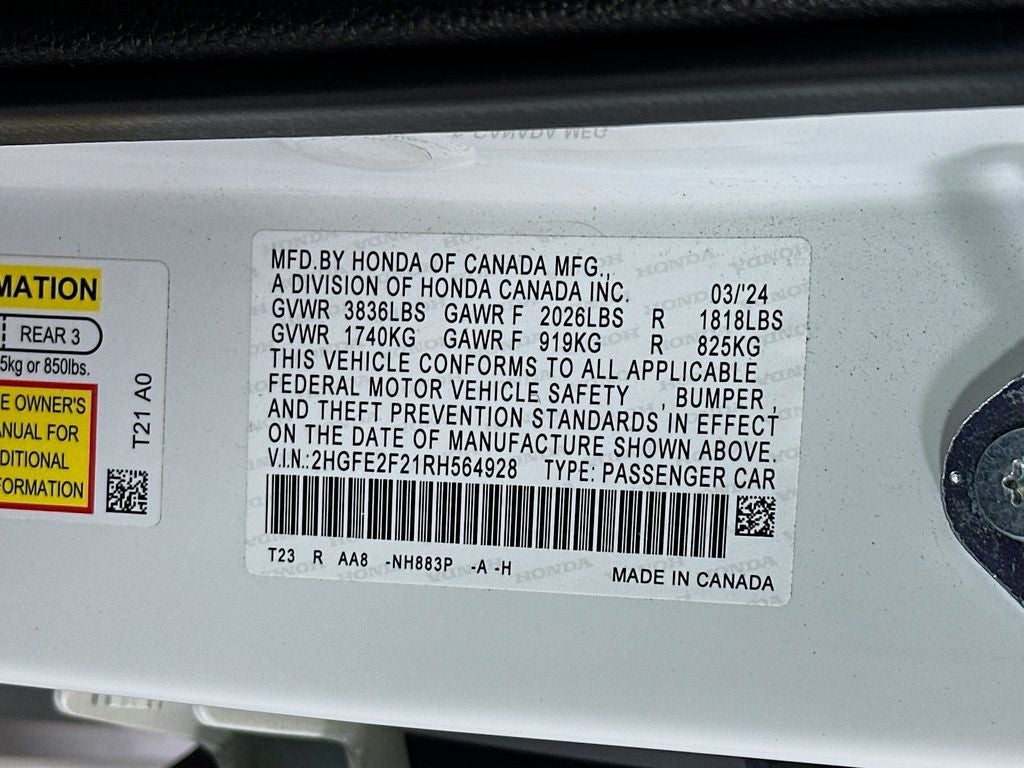 MATION
REAR 3
5kg or 850lbs.
E OWNER'S
ANUAL FOR
DITIONAL
FORMATION
T21 A0
MFD.BY HONDA OF CANADA MFG.,
A DIVISION OF HONDA CANADA INC. 03/'24
GVWR 3836LBS GAWR F 2026LBS R 1818LBS
GVWR 1740KG GAWR F 919KG R 825KG
THIS VEHICLE CONFORMS TO ALL APPLICABLE
FEDERAL MOTOR VEHICLE SAFETY , BUMPER ,
AND THEFT PREVENTION STANDARDS IN EFFECT
ON THE DATE OF MANUFACTURE SHOWN ABOVE.
V.I.N.:2HGFE2F21RH564928 TYPE: PASSENGER CAR
T23 R AA8 -NH883P -A -H
MADE IN CANADA